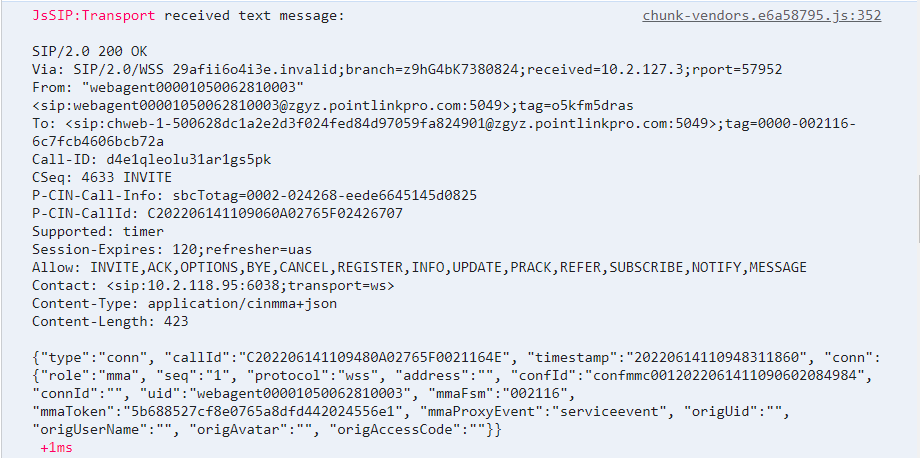 JsSIP:Transport received text message: chunk-vendors.e6a58795.js:352
SIP/2.0 200 OK
Via: SIP/2.0/WSS 29afii6o4i3e.invalid;branch=z9hG4bK7380824;received=10.2.127.3;rport=57952
From: "webagent00001050062810003"
<sip:webagent00001050062810003@zgyz.pointlinkpro.com:5049>;tag=o5kfm5dras
To: <sip:chweb-1-500628dc1a2e2d3f024fed84d97059fa824901@zgyz.pointlinkpro.com:5049>;tag=0000-002116-
6c7fcb4606bcb72a
Call-ID: d4e1qleolu31ar1gs5pk
CSeq: 4633 INVITE
P-CIN-Call-Info: sbcTotag=0002-024268-eede6645145d0825
P-CIN-CallId: C202206141109060A02765F02426707
Supported: timer
Session-Expires: 120;refresher=uas
Allow: INVITE,ACK,OPTIONS,BYE,CANCEL,REGISTER,INFO,UPDATE,PRACK,REFER,SUBSCRIBE,NOTIFY,MESSAGE
Contact: <sip:10.2.118.95:6038;transport=ws>
Content-Type: application/cinmma+json
Content-Length: 423
{"type":"conn", "callId":"C202206141109480A02765F0021164E", "timestamp":"20220614110948311860", "conn":
{"role":"mma", "seq":"1", "protocol":"wss", "address":"", "confId":"confmmc0012022061411090602084984",
"connId":"", "uid":"webagent00001050062810003", "mmaFsm":"002116",
"mmaToken":"5b688527cf8e0765a8dfd442024556e1", "mmaProxyEvent":"serviceevent", "origUid":"",
"origUserName":"", "origAvatar":"", "origAccessCode":""}}
+1ms